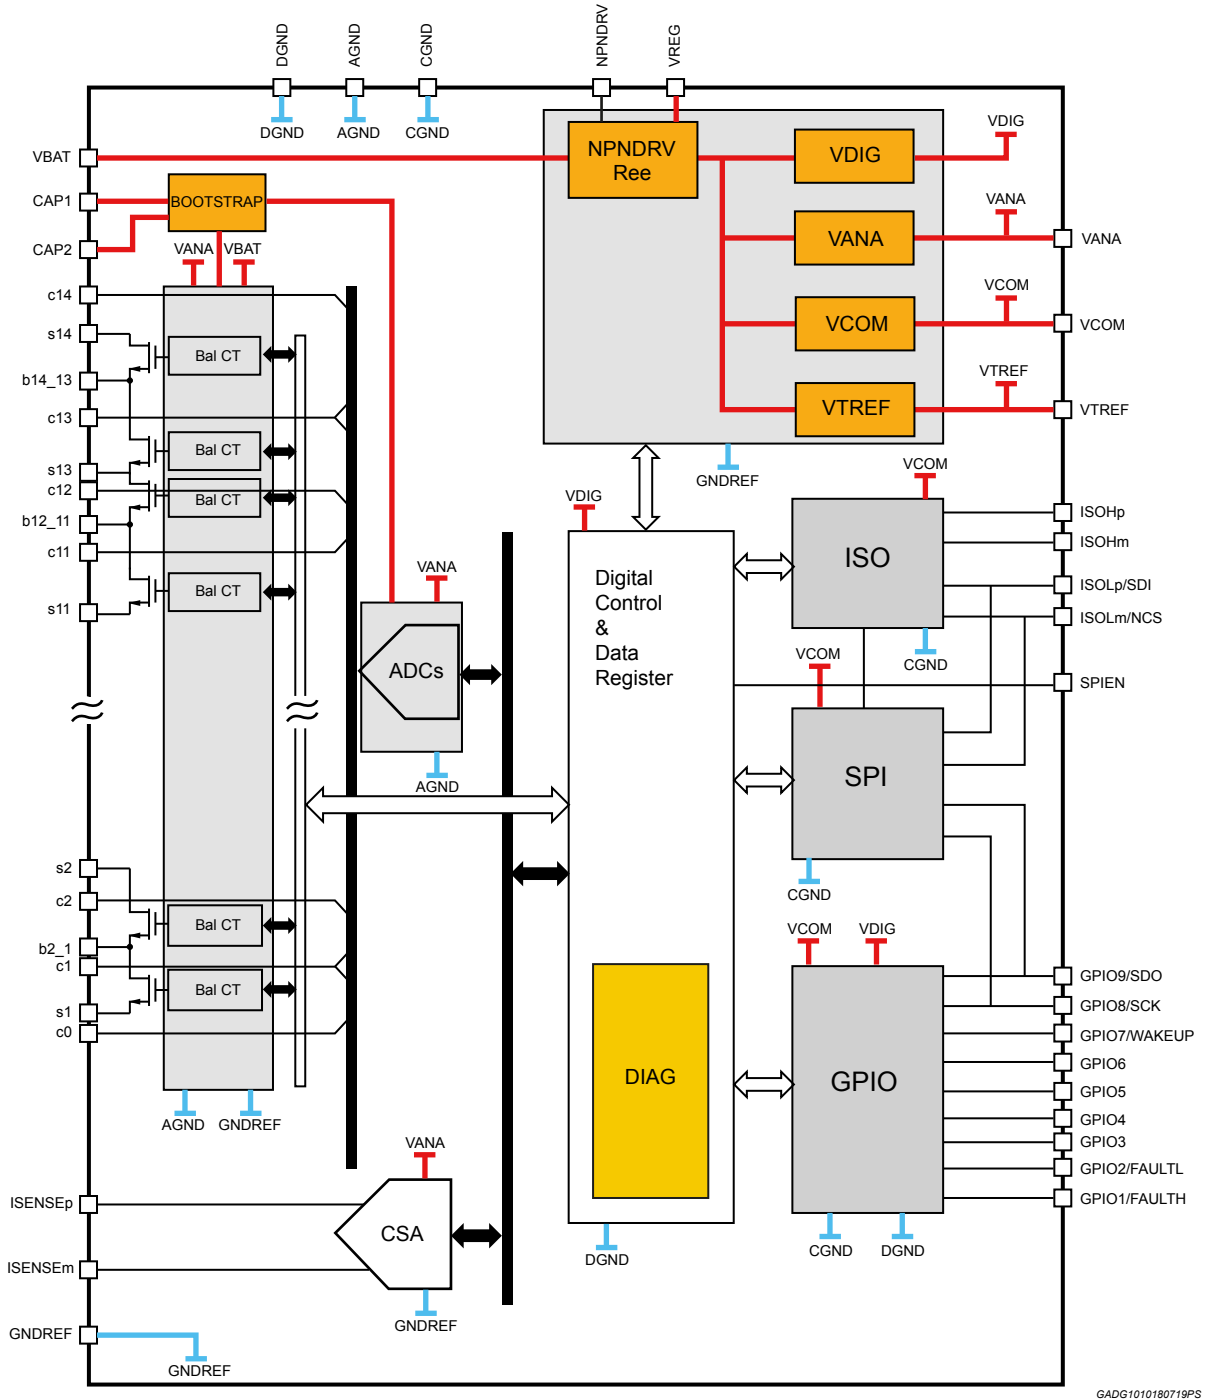 DGND
AGND
CGND
NPNDRV
VREG
DGND
AGND
CGND
VBAT
CAP1
CAP2
c14
s14
b14_13
c13
s13
c12
b12_11
c11
s11
s2
c2
b2_1
c1
s1
c0
ISENSEp
ISENSEm
GNDREF
GNDREF
BOOTSTRAP
VANA
VBAT
Bal CT
Bal CT
Bal CT
Bal CT
Bal CT
Bal CT
AGND
GNDREF
VANA
ADCs
AGND
VANA
CSA
GNDREF
NPNDRV
Ree
VDIG
VANA
VCOM
VTREF
VDIG
VANA
VCOM
VTREF
GNDREF
VDIG
Digital
Control
&
Data
Register
DIAG
DGND
VCOM
ISO
CGND
VCOM
SPI
CGND
VCOM
VDIG
GPIO
CGND
DGND
VANA
VCOM
VTREF
ISOHp
ISOHm
ISOLp/SDI
ISOLm/NCS
SPIEN
GPIO9/SDO
GPIO8/SCK
GPIO7/WAKEUP
GPIO6
GPIO5
GPIO4
GPIO3
GPIO2/FAULTL
GPIO1/FAULTH
GADG1010180719PS